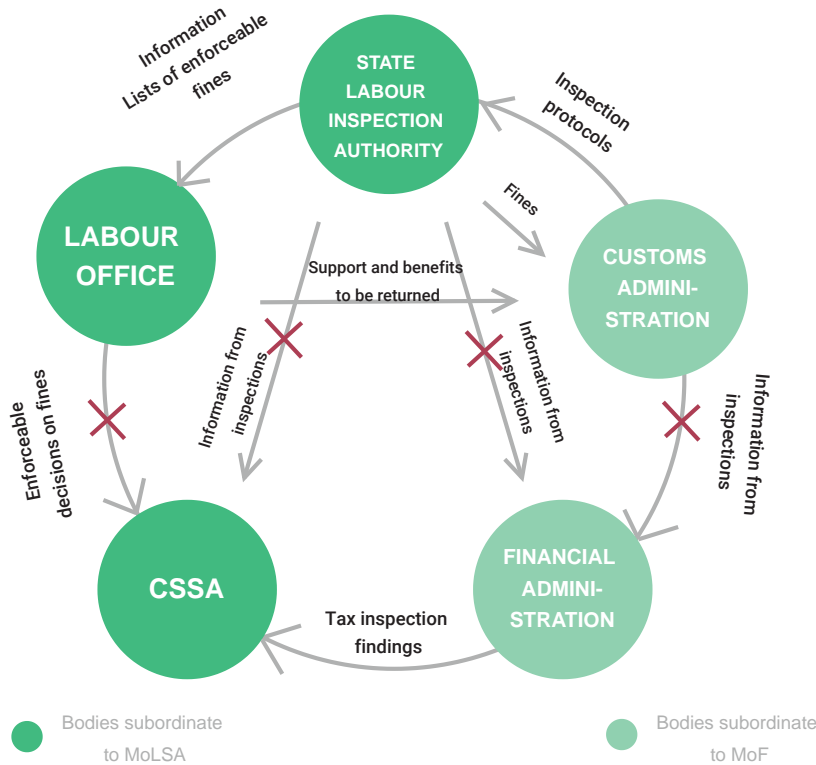 Information
Lists of enforceable
fines
STATE
LABOUR
INSPECTION
AUTHORITY
Inspection
protocols
Fines
LABOUR
OFFICE
CUSTOMS
ADMINI-
STRATION
Support and benefits
to be returned
Information from
inspections
Information from
inspections
Information from
inspections
Enforceable
decisions on fines
CSSA
FINANCIAL
ADMINI-
STRATION
Tax inspection
findings
Bodies subordinate
to MoLSA
Bodies subordinate
to MoF